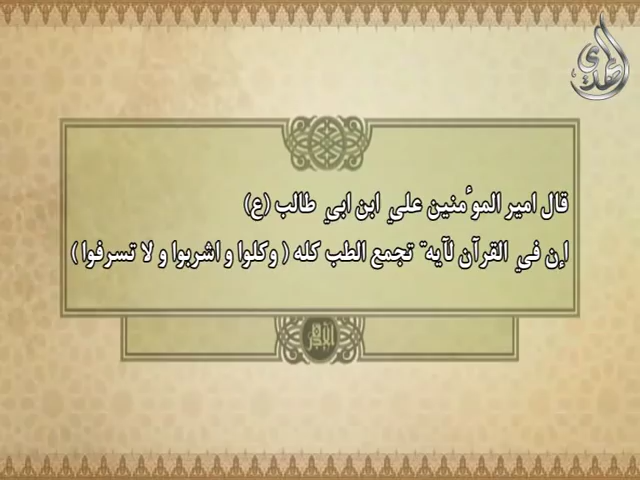 قال امير المؤمنين علي ابن ابي طالب (ع)
إن في القرآن لآية تجمع الطب كله ( وكلوا و اشربوا و لا تسرفوا )